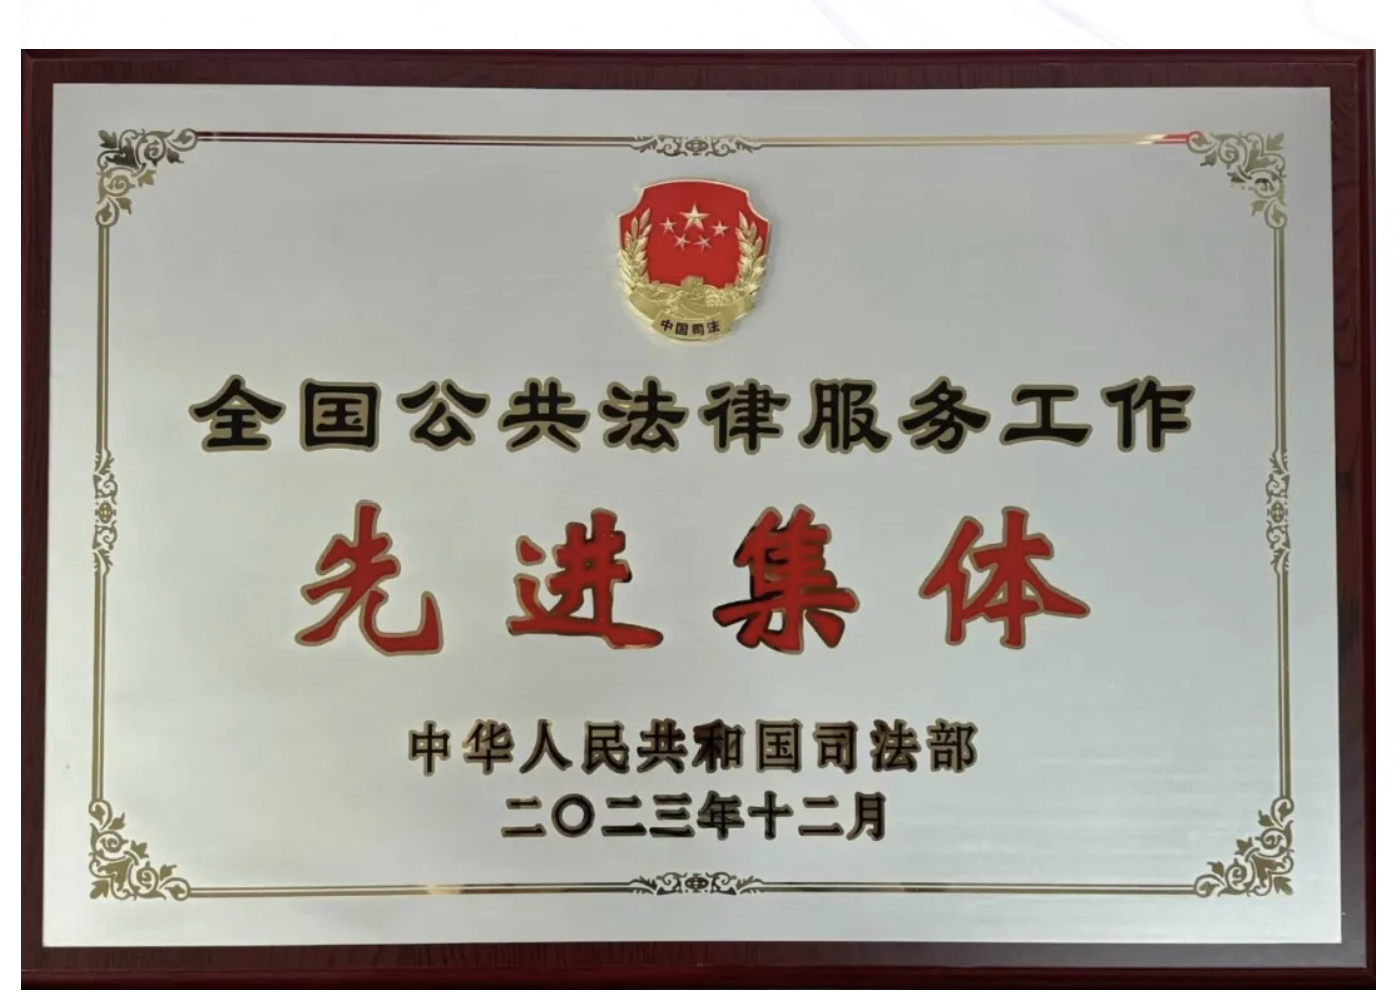 中国司法
全国公共法律服务工作
先进集体
中华人民共和国司法部
二〇二三年十二月